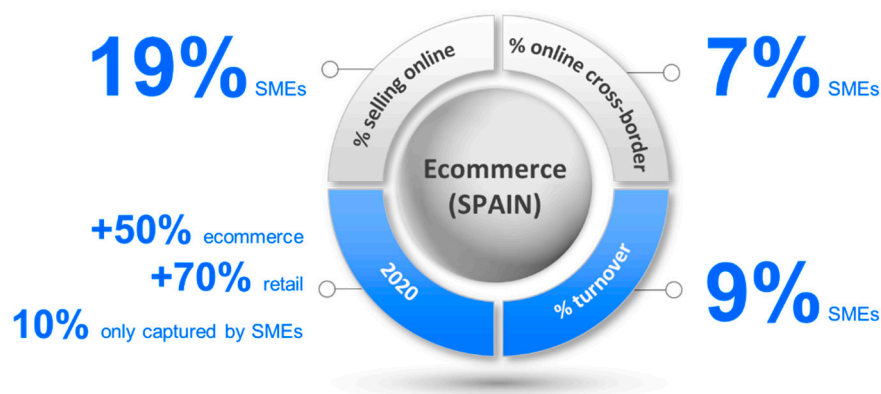 19% SMEs
% selling online
% online cross-border
7% SMEs
Ecommerce
(SPAIN)
+50% ecommerce
+70% retail
10% only captured by SMEs
2020
% turnover
9% SMEs